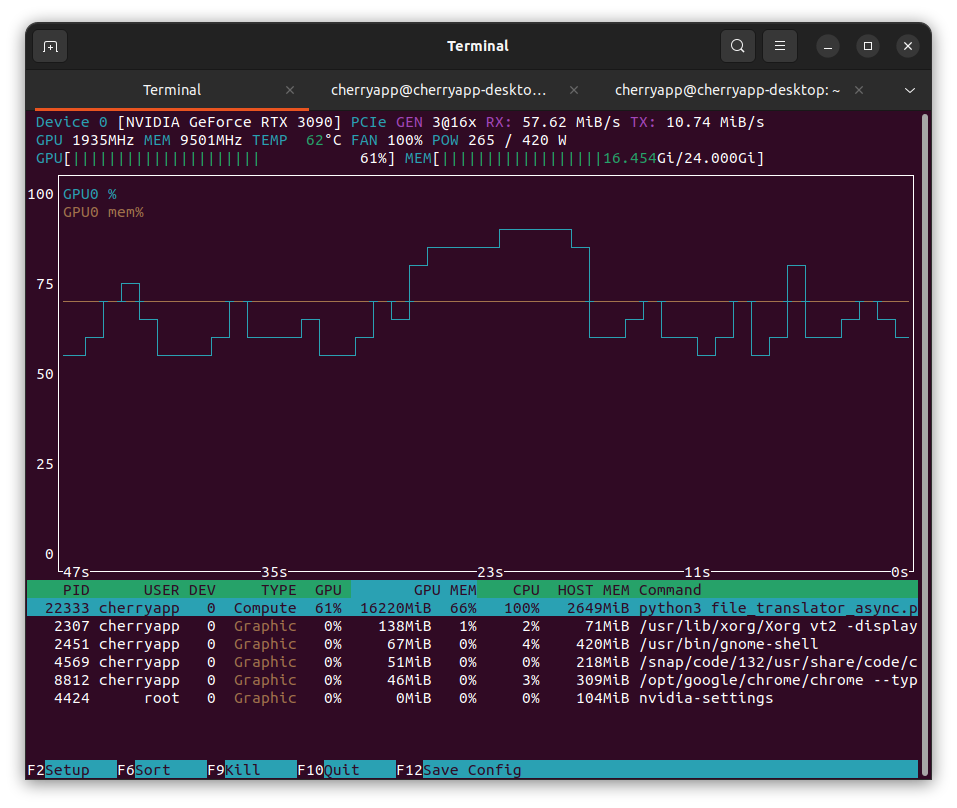 Terminal
Terminal cherryapp@cherryapp-deskto... cherryapp@cherryapp-desktop: ~
Device 0 [NVIDIA GeForce RTX 3090] PCIe GEN 3@16x RX: 57.62 MiB/s TX: 10.74 MiB/s
GPU 1935MHz MEM 9501MHz TEMP  62°C FAN 100% POW 265 / 420 W
GPU[||||||||||||||||||||| 61%] MEM[||||||||||||||||||16.454Gi/24.000Gi]
100 GPU0 %
GPU0 mem%
75
50
25
0
47s 35s 23s 11s 0s
PID USER DEV TYPE GPU GPU MEM CPU HOST MEM Command
22333 cherryapp 0 Compute 61% 16220MiB 66% 100% 2649MiB python3 file_translator_async.p
2307 cherryapp 0 Graphic 0% 138MiB 1% 2% 71MiB /usr/lib/xorg/Xorg vt2 -display
2451 cherryapp 0 Graphic 0% 67MiB 0% 4% 420MiB /usr/bin/gnome-shell
4569 cherryapp 0 Graphic 0% 51MiB 0% 0% 218MiB /snap/code/132/usr/share/code/c
8812 cherryapp 0 Graphic 0% 46MiB 0% 3% 309MiB /opt/google/chrome/chrome --typ
4424 root 0 Graphic 0% 0MiB 0% 0% 104MiB nvidia-settings
F2Setup F6Sort F9Kill F10Quit F12Save Config